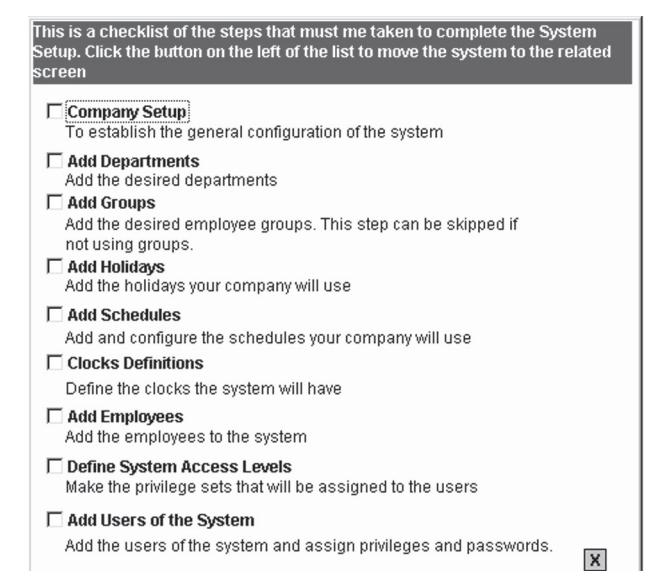 This is a checklist of the steps that must me taken to complete the System
Setup. Click the button on the left of the list to move the system to the related
screen
Company Setup
To establish the general configuration of the system
Add Departments
Add the desired departments
Add Groups
Add the desired employee groups. This step can be skipped if
not using groups.
Add Holidays
Add the holidays your company will use
Add Schedules
Add and configure the schedules your company will use
Clocks Definitions
Define the clocks the system will have
Add Employees
Add the employees to the system
Define System Access Levels
Make the privilege sets that will be assigned to the users
Add Users of the System
Add the users of the system and assign privileges and passwords.
X